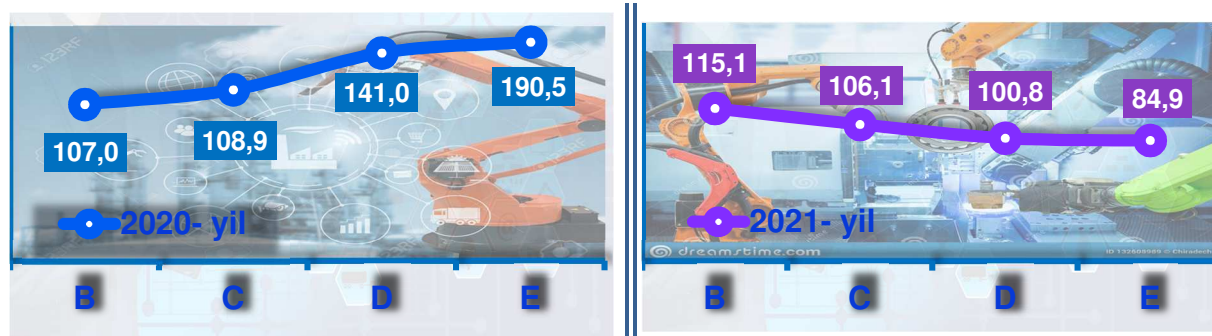 107,0
108,9
141,0
190,5
2020- yil
B C D E
115,1
106,1
100,8
84,9
2021- yil
dreamstime.com
B C D E